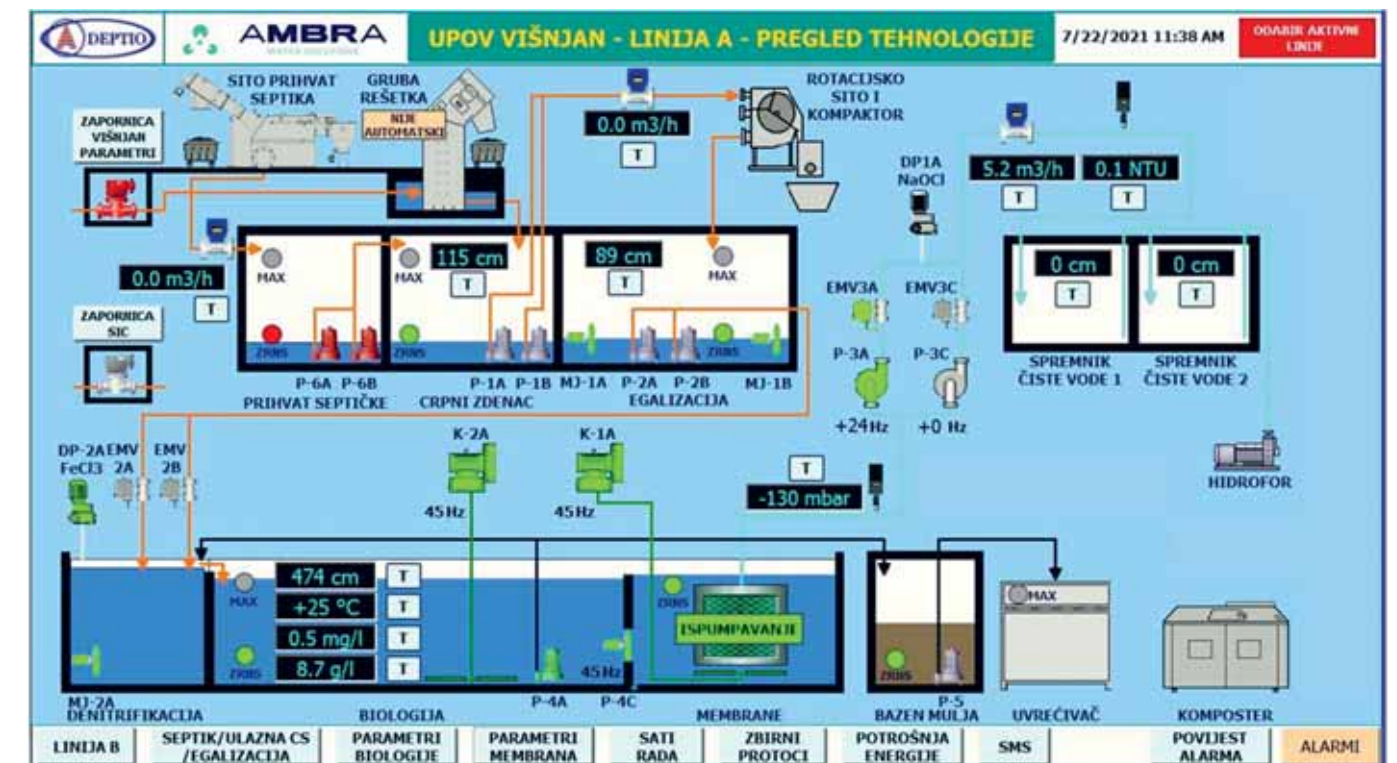 DEPTIO
AMBRA
UPOV VIŠNJAN - LINIJA A - PREGLED TEHNOLOGIJE
7/22/2021 11:38 AM
ODABIR AKTIVNE
LINIJE
SITO PRIHVAT
SEPTIKA
GRUBA
REŠETKA
NIJE
AUTOMATSKI
ROTACIJSKO
SITO I
KOMPAKTOR
ZAPORNICA
VIŠNJAN
PARAMETRI
0.0 m3/h
T
DP1A
NaOCl
5.2 m3/h
T
0.1 NTU
T
0.0 m3/h
T
MAX
MAX
115 cm
T
89 cm
T
MAX
0 cm
T
0 cm
T
ZAPORNICA
SIC
ZRNS
ZRNS
ZRNS
EMV3A
EMV3C
P-3A
P-3C
+24Hz
+0 Hz
SPREMNIK
ČISTE VODE 1
SPREMNIK
ČISTE VODE 2
P-6A P-6B
P-1A P-1B
MJ-1A
P-2A P-2B
MJ-1B
PRIHVAT SEPTIČKE
CRPNI ZDENAC
EGALIZACIJA
K-2A
K-1A
DP-2A
FeCl3
EMV
2A
EMV
2B
45Hz
45Hz
T
-130 mbar
HIDROFOR
MAX
474 cm
T
+25 °C
T
0.5 mg/l
T
8.7 g/l
T
ZRNS
ZRNS
ISPUMPAVANJE
45Hz
MAX
ZRNS
MJ-2A
P-4A
P-4C
P-5
DENITRIFIKACIJA
BIOLOGIJA
MEMBRANE
BAZEN MULJA
UVREĆIVAČ
KOMPOSTER
LINIJA B
SEPTIK/ULAZNA CS
/EGALIZACIJA
PARAMETRI
BIOLOGIJE
PARAMETRI
MEMBRANA
SATI
RADA
ZBIRNI
PROTOCI
POTROŠNJA
ENERGIJE
SMS
POVIJEST
ALARMA
ALARMI